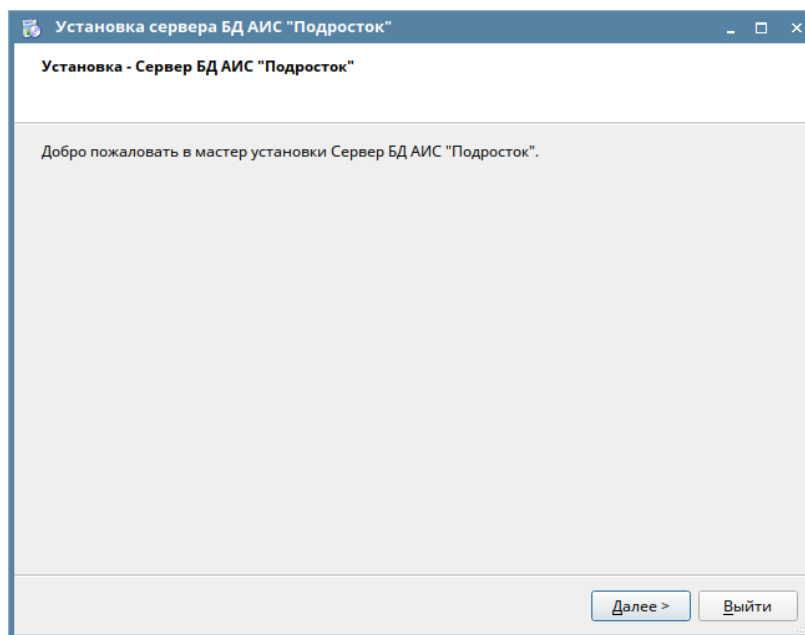 Установка сервера БД АИС "Подросток"
Установка - Сервер БД АИС "Подросток"
Добро пожаловать в мастер установки Сервер БД АИС "Подросток".
Далее > Выйти